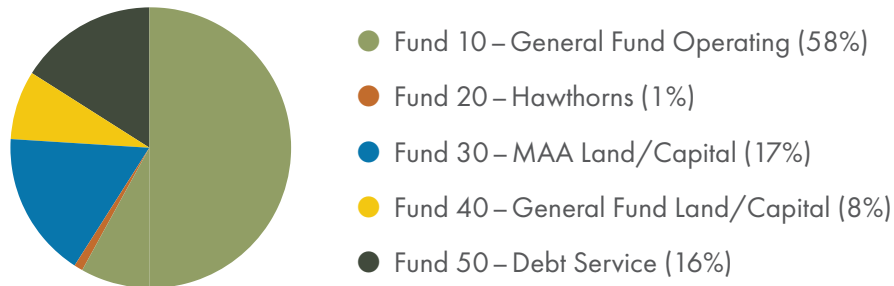 Fund 10 – General Fund Operating (58%)
Fund 20 – Hawthorns (1%)
Fund 30 – MAA Land/Capital (17%)
Fund 40 – General Fund Land/Capital (8%)
Fund 50 – Debt Service (16%)